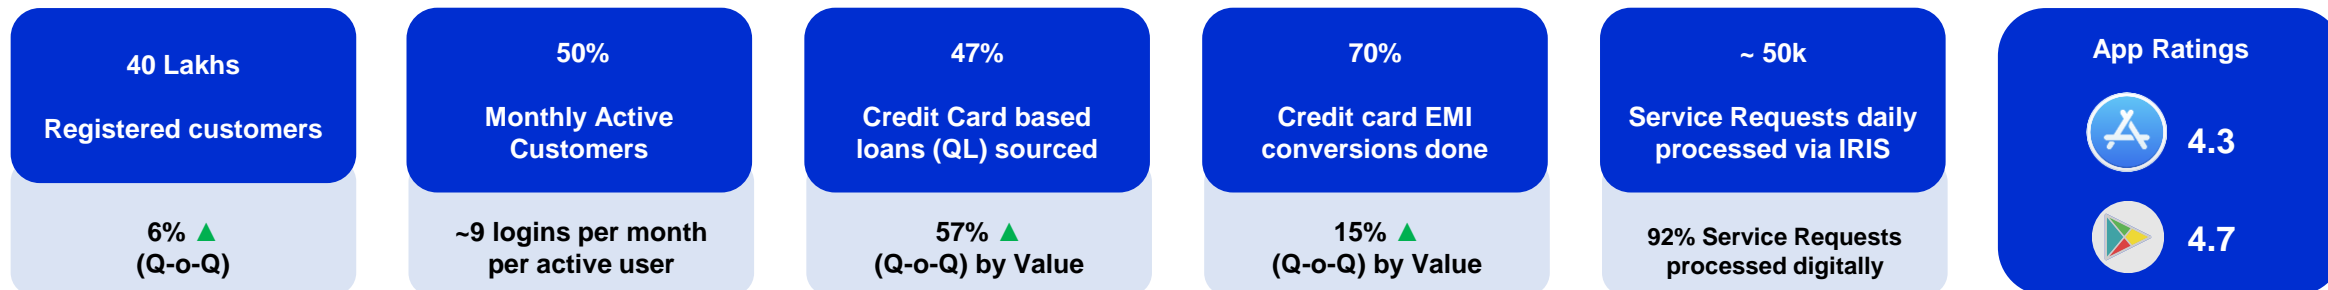 40 Lakhs
Registered customers
6% ▲
(Q-o-Q)
50%
Monthly Active
Customers
~9 logins per month
per active user
47%
Credit Card based
loans (QL) sourced
57% ▲
(Q-o-Q) by Value
70%
Credit card EMI
conversions done
15% ▲
(Q-o-Q) by Value
~ 50k
Service Requests daily
processed via IRIS
92% Service Requests
processed digitally
App Ratings
4.3
4.7